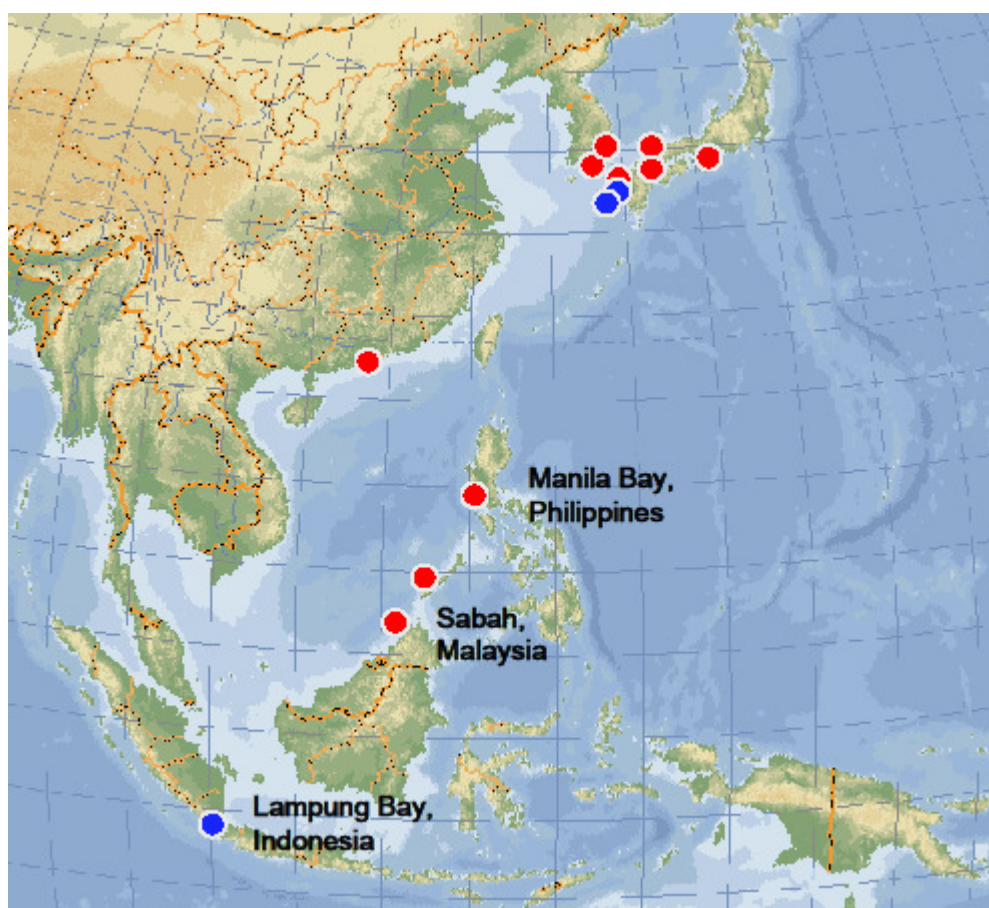 Manila Bay,
Philippines
Sabah,
Malaysia
Lampung Bay,
Indonesia